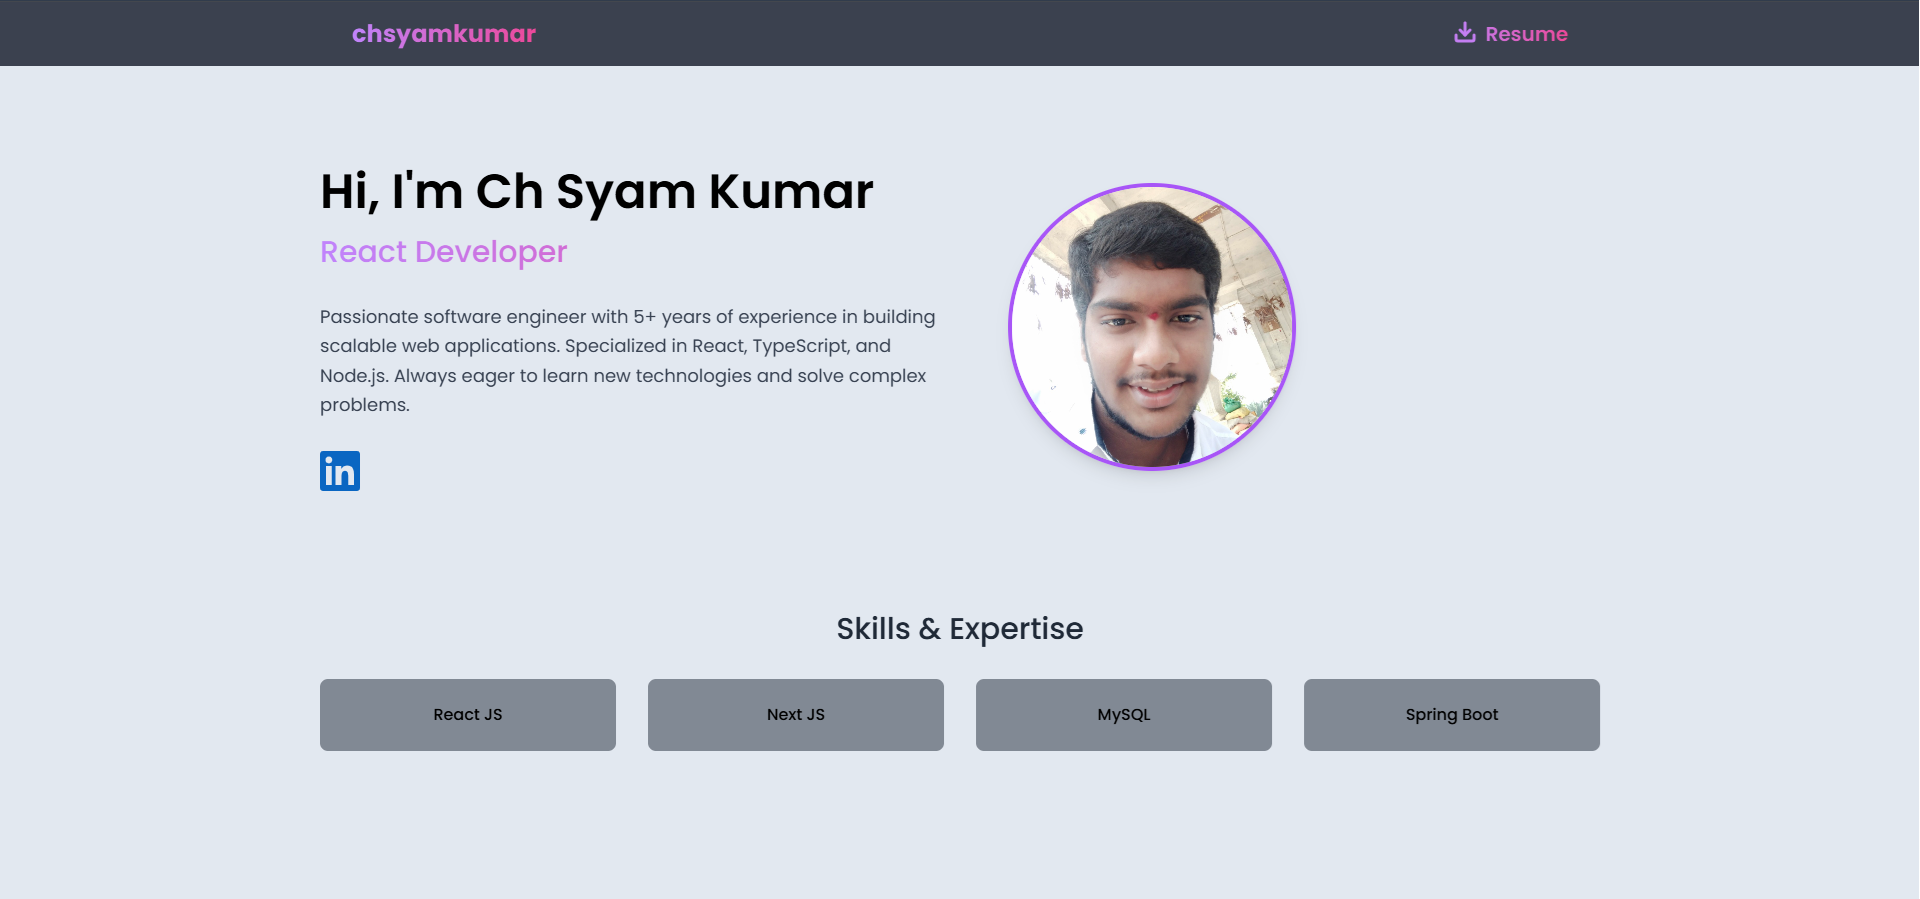 chsyamkumar
Resume
Hi, I'm Ch Syam Kumar
React Developer
Passionate software engineer with 5+ years of experience in building
scalable web applications. Specialized in React, TypeScript, and
Node.js. Always eager to learn new technologies and solve complex
problems.
in
Skills & Expertise
React JS
Next JS
MySQL
Spring Boot